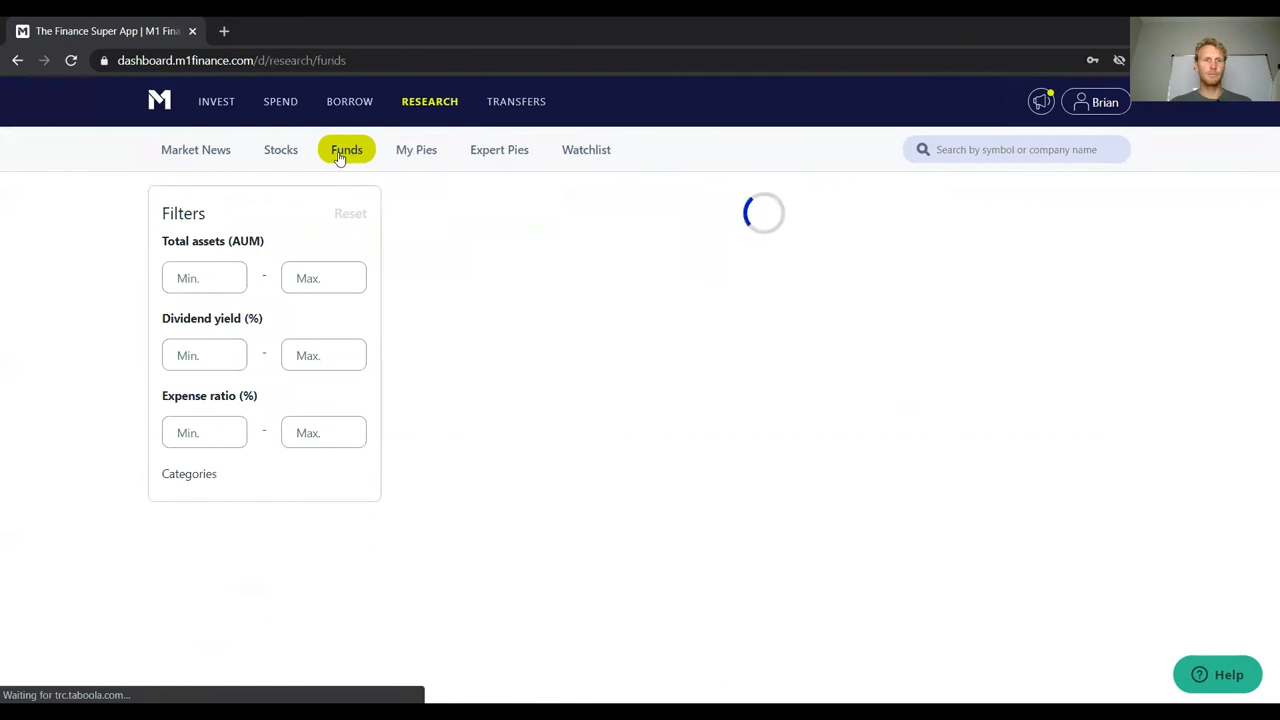 The Finance Super App | M1 Fina
dashboard.m1finance.com/d/research/funds
M INVEST SPEND BORROW RESEARCH TRANSFERS Brian
Market News Stocks Funds My Pies Expert Pies Watchlist Search by symbol or company name
Filters Reset
Total assets (AUM)
Min. - Max.
Dividend yield (%)
Min. - Max.
Expense ratio (%)
Min. - Max.
Categories
Help
Waiting for trc.taboola.com...